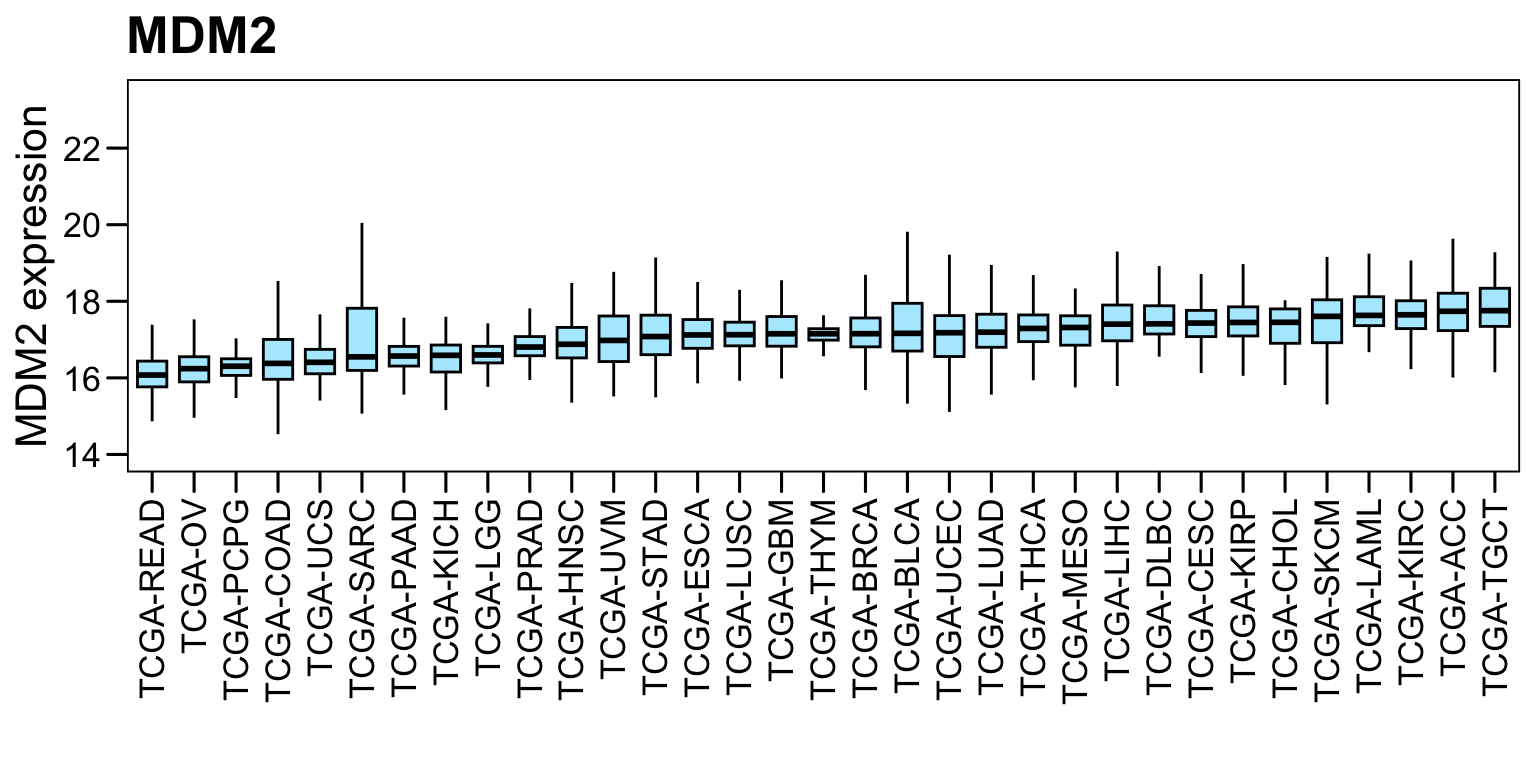 MDM2
MDM2 expression
22
20
18
16
14
TCGA-READ
TCGA-OV
TCGA-PCPG
TCGA-COAD
TCGA-UCS
TCGA-SARC
TCGA-PAAD
TCGA-KICH
TCGA-LGG
TCGA-PRAD
TCGA-HNSC
TCGA-UVM
TCGA-STAD
TCGA-ESCA
TCGA-LUSC
TCGA-GBM
TCGA-THYM
TCGA-BRCA
TCGA-BLCA
TCGA-UCEC
TCGA-LUAD
TCGA-THCA
TCGA-MESO
TCGA-LIHC
TCGA-DLBC
TCGA-CESC
TCGA-KIRP
TCGA-CHOL
TCGA-SKCM
TCGA-LAML
TCGA-KIRC
TCGA-ACC
TCGA-TGCT